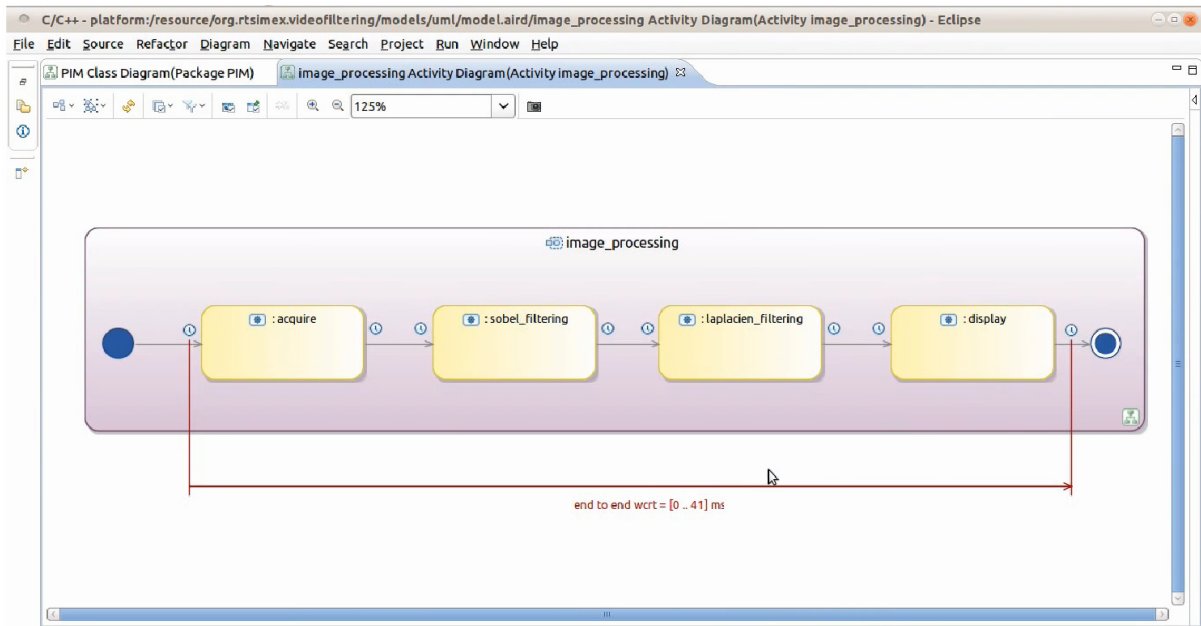 C/C++ - platform:/resource/org.rtsimex.videofiltering/models/uml/model.aird/image_processing Activity Diagram(Activity image_processing) - Eclipse
File Edit Source Refactor Diagram Navigate Search Project Run Window Help
PIM Class Diagram(Package PIM) image_processing Activity Diagram(Activity image_processing)
125%
image_processing
: acquire : sobel_filtering : laplacien_filtering : display
end to end wcrt = [0 .. 41] ms